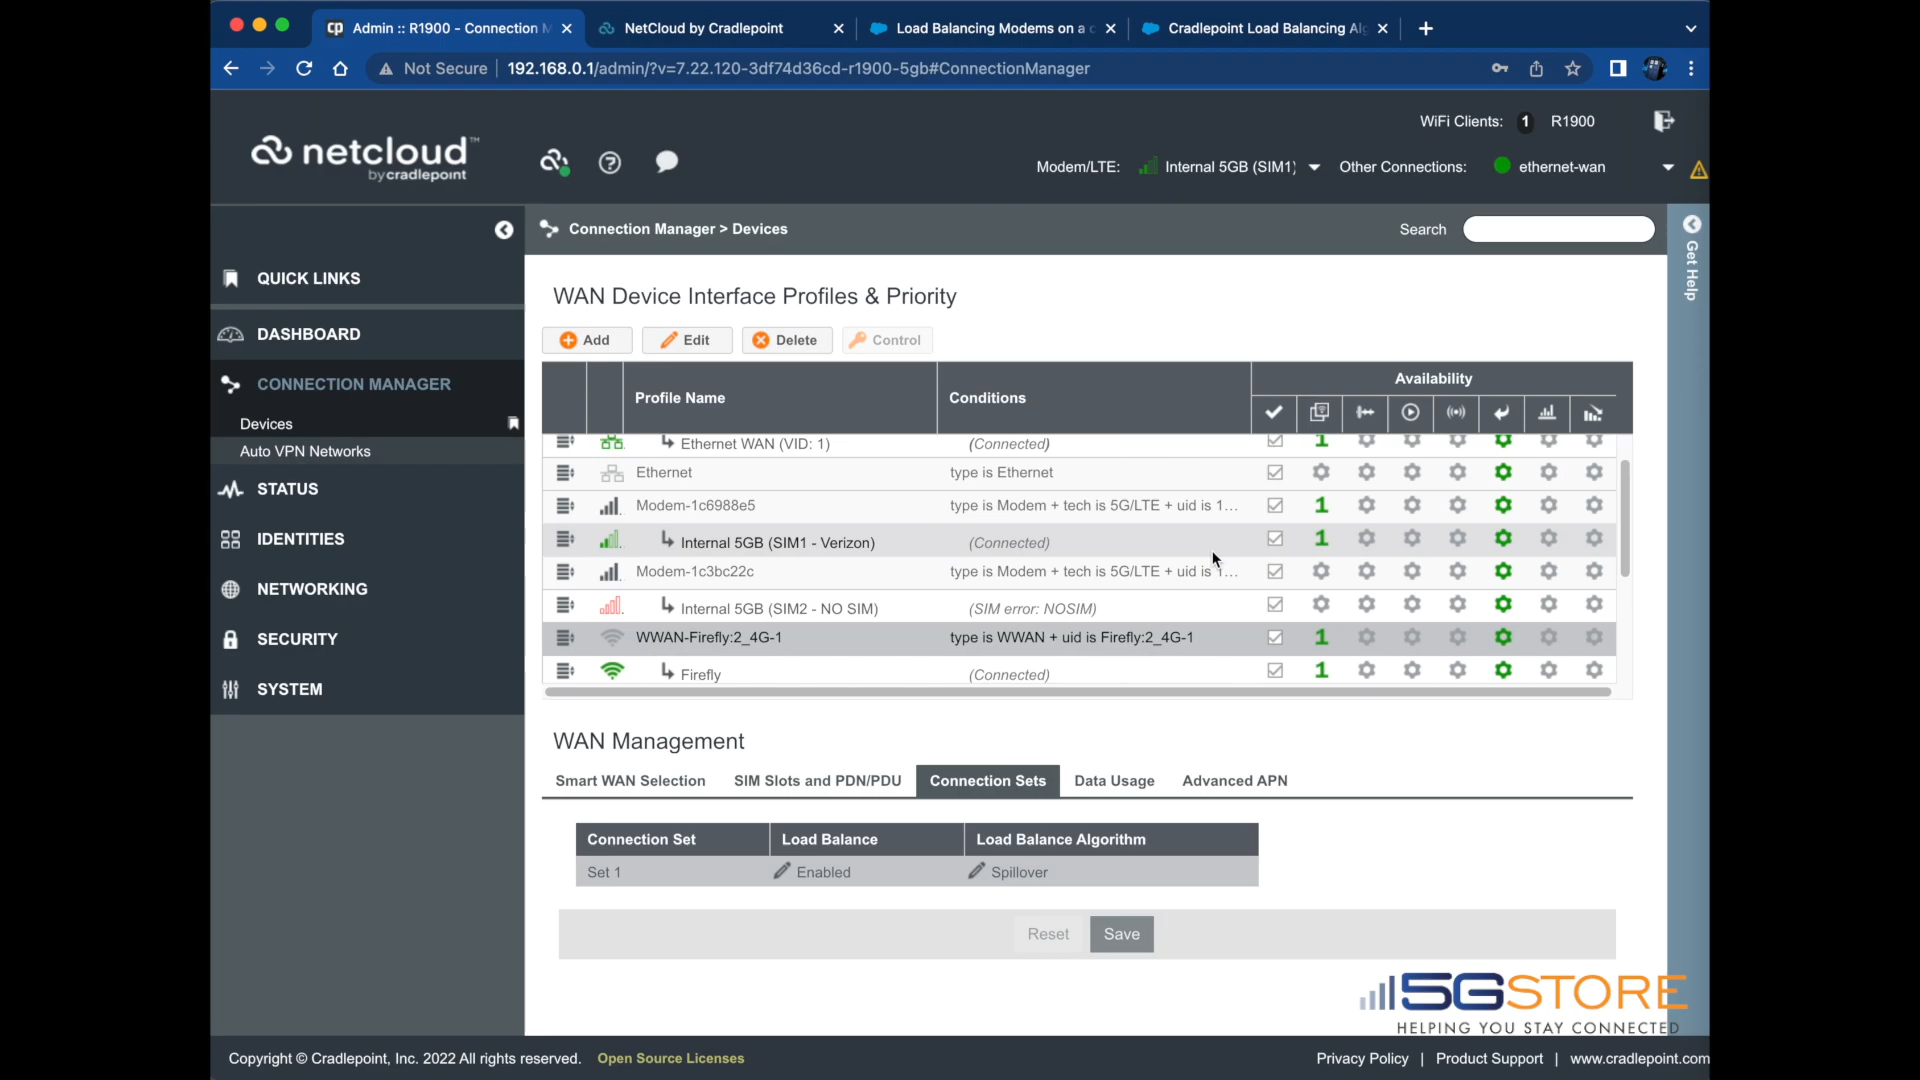 Admin :: R1900 - Connection M
NetCloud by Cradlepoint
Load Balancing Modems on a c
Cradlepoint Load Balancing Alg
Not Secure
192.168.0.1/admin/?v=7.22.120-3df74d36cd-r1900-5gb#ConnectionManager
netcloud™
by cradlepoint
WiFi Clients: 1 R1900
Modem/LTE: Internal 5GB (SIM1) Other Connections: ethernet-wan
Connection Manager > Devices
Search
Get Help
QUICK LINKS
DASHBOARD
CONNECTION MANAGER
Devices
Auto VPN Networks
STATUS
IDENTITIES
NETWORKING
SECURITY
SYSTEM
WAN Device Interface Profiles & Priority
Add Edit Delete Control
Profile Name Conditions Availability
Ethernet WAN (VID: 1) (Connected) 1
Ethernet type is Ethernet
Modem-1c6988e5 type is Modem + tech is 5G/LTE + uid is 1... 1
Internal 5GB (SIM1 - Verizon) (Connected) 1
Modem-1c3bc22c type is Modem + tech is 5G/LTE + uid is 1...
Internal 5GB (SIM2 - NO SIM) (SIM error: NOSIM)
WWAN-Firefly:2_4G-1 type is WWAN + uid is Firefly:2_4G-1 1
Firefly (Connected) 1
WAN Management
Smart WAN Selection SIM Slots and PDN/PDU Connection Sets Data Usage Advanced APN
Connection Set Load Balance Load Balance Algorithm
Set 1 Enabled Spillover
Reset Save
5GSTORE
HELPING YOU STAY CONNECTED
Copyright © Cradlepoint, Inc. 2022 All rights reserved. Open Source Licenses
Privacy Policy | Product Support | www.cradlepoint.com